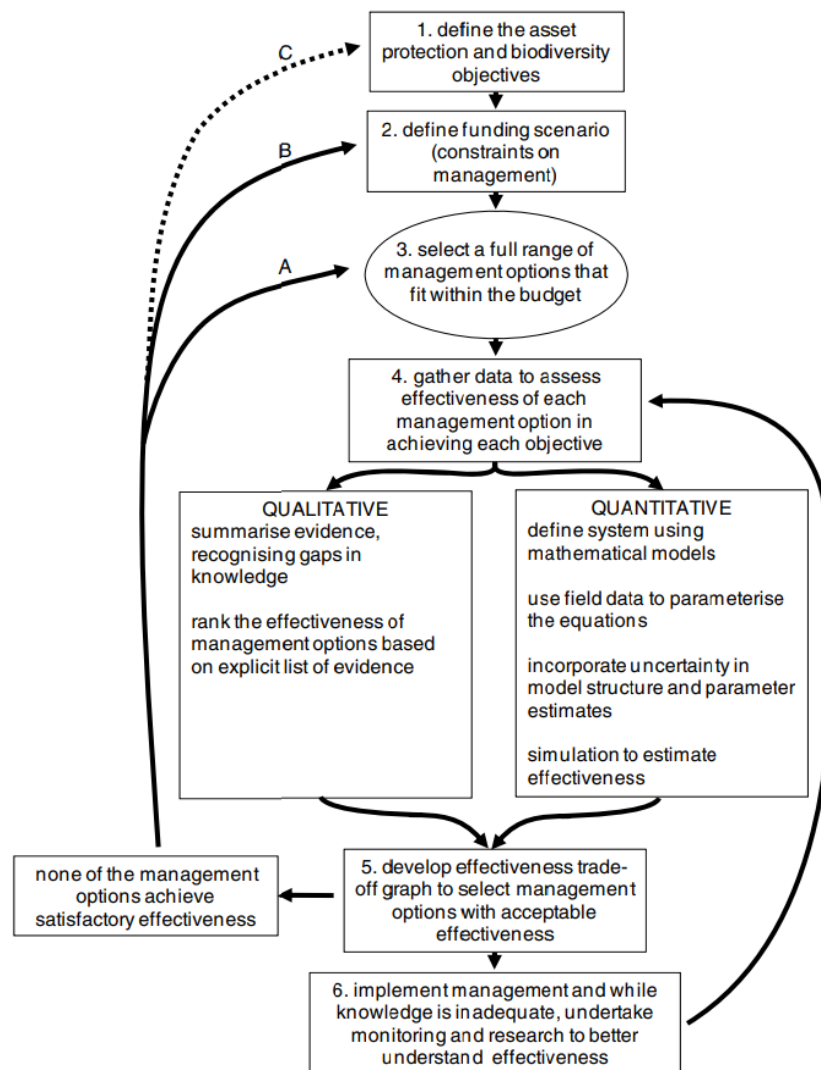 1. define the asset
protection and biodiversity
objectives
C
2. define funding scenario
(constraints on
management)
B
3. select a full range of
management options that
fit within the budget
A
4. gather data to assess
effectiveness of each
management option in
achieving each objective
QUALITATIVE
summarise evidence,
recognising gaps in
knowledge
rank the effectiveness of
management options based
on explicit list of evidence
QUANTITATIVE
define system using
mathematical models
use field data to parameterise
the equations
incorporate uncertainty in
model structure and parameter
estimates
simulation to estimate
effectiveness
none of the management
options achieve
satisfactory effectiveness
5. develop effectiveness trade-
off graph to select management
options with acceptable
effectiveness
6. implement management and while
knowledge is inadequate, undertake
monitoring and research to better
understand effectiveness